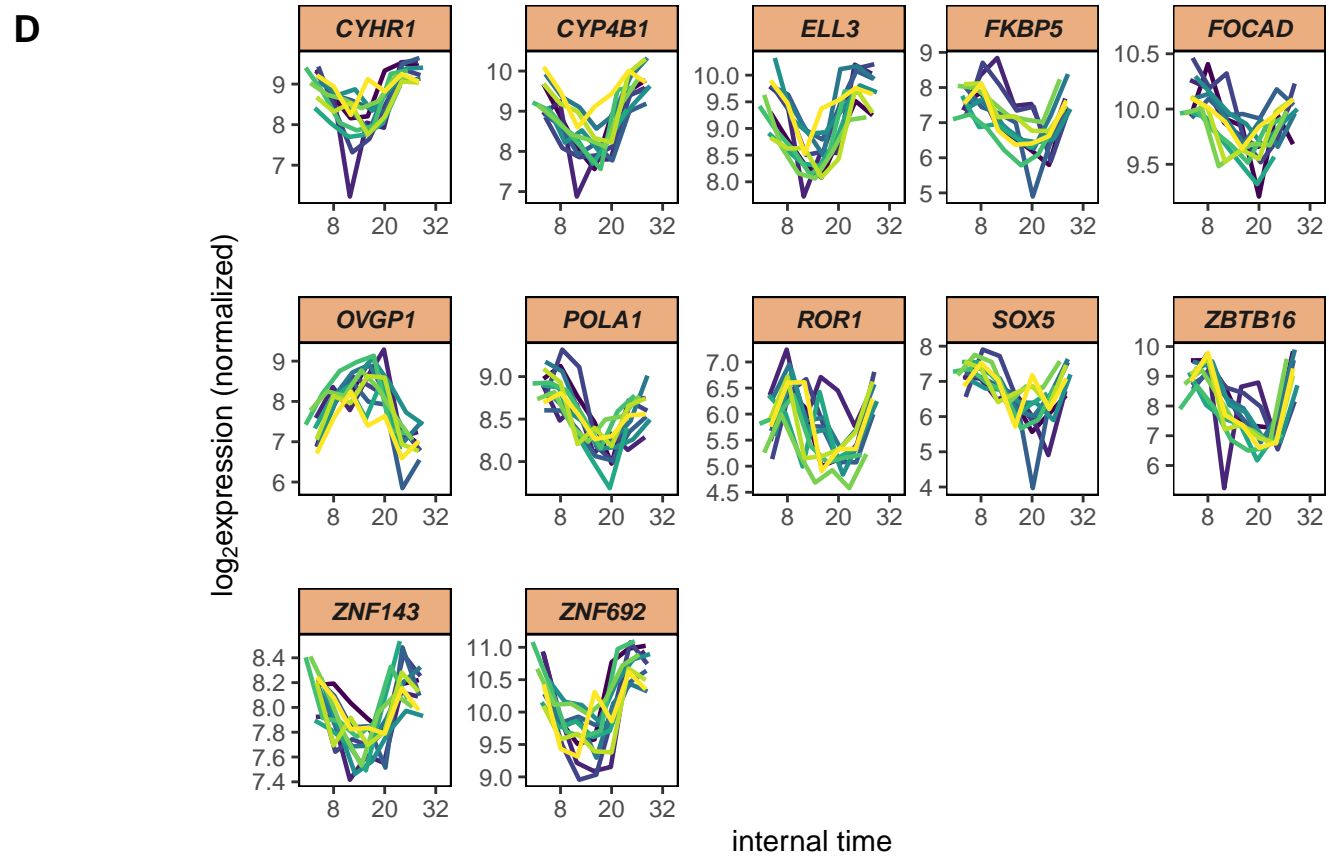 D
CYHR1 CYP4B1 ELL3 FKBP5 FOCAD
9 8 7
10 9 8 7
10.0 9.5 9.0 8.5 8.0
9 8 7 6 5
10.5 10.0 9.5
8 20 32 8 20 32 8 20 32 8 20 32 8 20 32
log2expression (normalized)
OVGP1 POLA1 ROR1 SOX5 ZBTB16
9 8 7 6
9.0 8.5 8.0
7.0 6.5 6.0 5.5 5.0 4.5
8 7 6 5 4
10 9 8 7 6
8 20 32 8 20 32 8 20 32 8 20 32 8 20 32
ZNF143 ZNF692
8.4 8.2 8.0 7.8 7.6 7.4
11.0 10.5 10.0 9.5 9.0
8 20 32 8 20 32
internal time